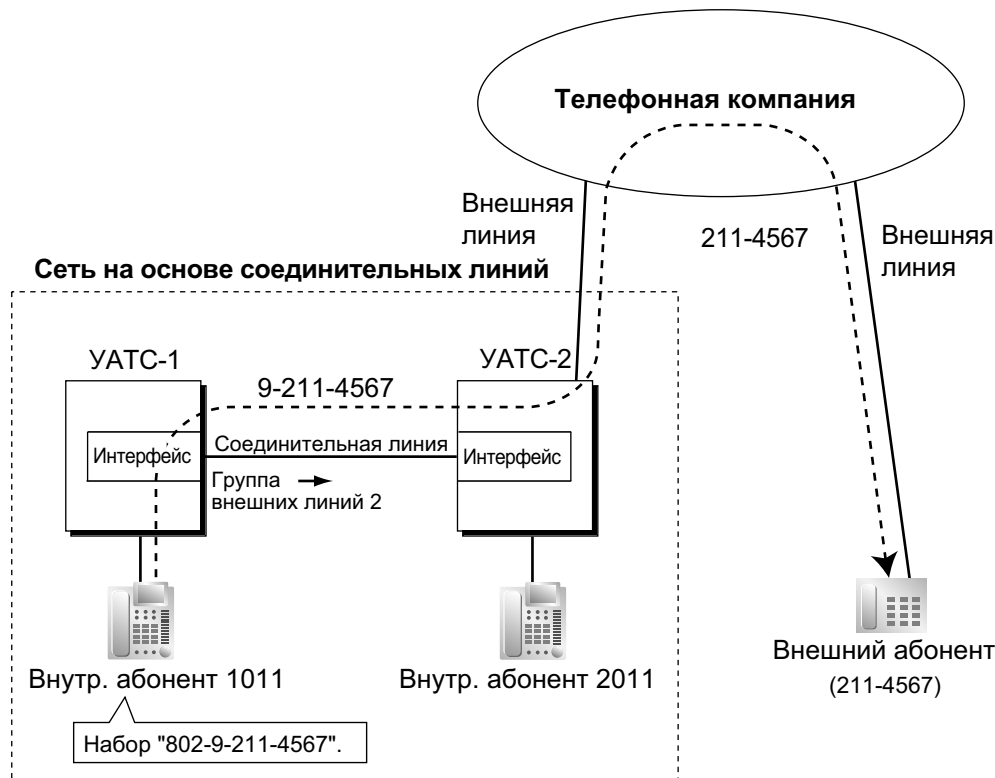 Телефонная компания
Внешняя
линия
211-4567
Внешняя
линия
Сеть на основе соединительных линий
УАТС-1
УАТС-2
9-211-4567
Интерфейс
Соединительная линия
Интерфейс
Группа
внешних линий 2
Внутр. абонент 1011
Внутр. абонент 2011
Внешний абонент
(211-4567)
Набор "802-9-211-4567".